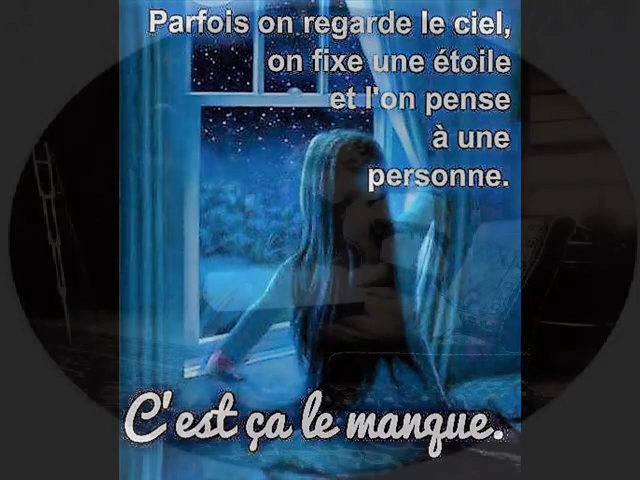 Parfois on regarde le ciel,
on fixe une étoile
et l'on pense
à une
personne.
C'est ça le manque.